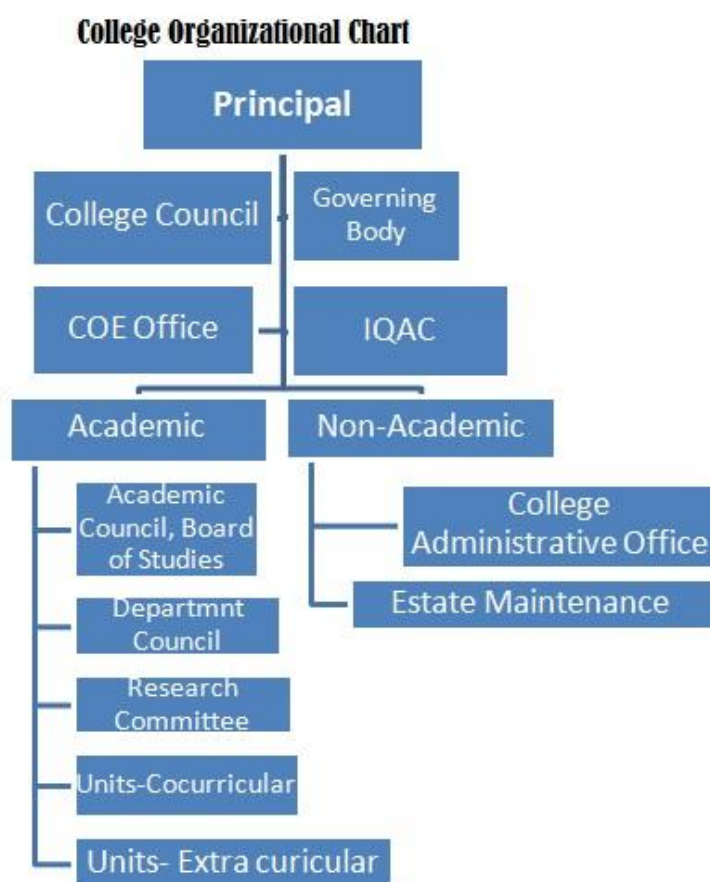 College Organizational Chart
Principal
College Council
Governing
Body
COE Office
IQAC
Academic
Non-Academic
Academic
Council, Board
of Studies
Departmnt
Council
Research
Committee
Units-Cocurricular
Units- Extra curicular
College
Administrative Office
Estate Maintenance